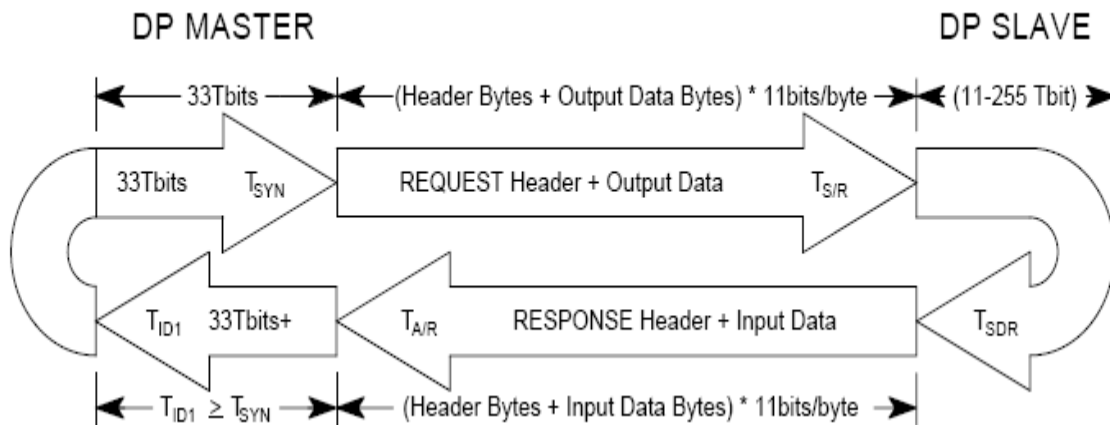 DP MASTER
DP SLAVE
33Tbits
(Header Bytes + Output Data Bytes) * 11bits/byte
(11-255 Tbit)
33Tbits
TSYN
REQUEST Header + Output Data
TS/R
TID1
33Tbits+
TA/R
RESPONSE Header + Input Data
TSDR
TID1 ≥ TSYN
(Header Bytes + Input Data Bytes) * 11bits/byte